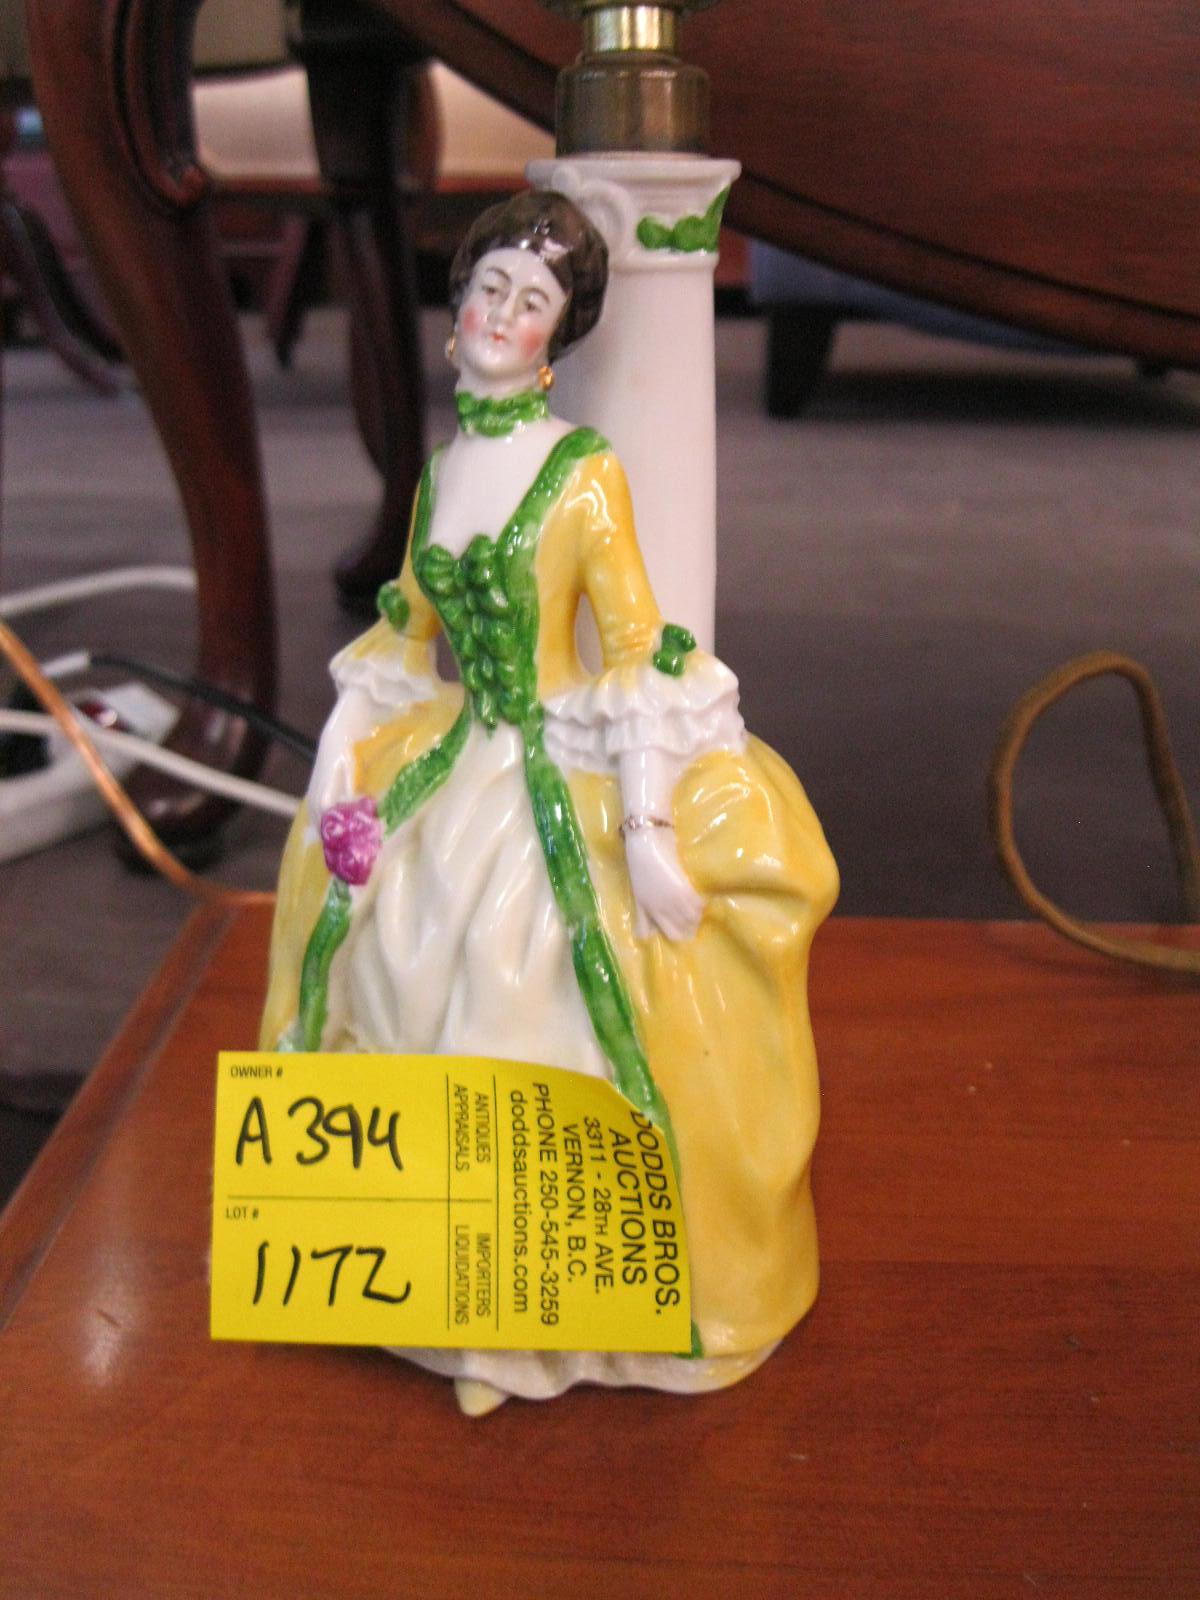 OWNER #
A394
LOT #
1172
DODDS BROS.
AUCTIONS
3311 - 28TH AVE.
VERNON, B.C.
PHONE 250-545-3259
doddsauctions.com
ANTIQUES
APPRAISALS
IMPORTERS
LIQUIDATIONS